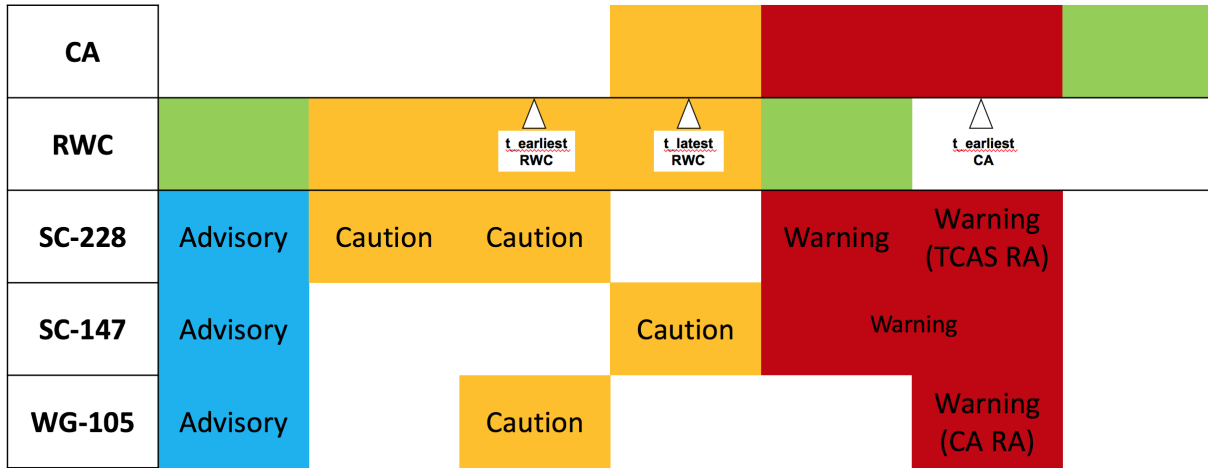 CA
RWC
t_earliest
RWC
t_latest
RWC
t_earliest
CA
SC-228
Advisory
Caution
Caution
Warning
Warning
(TCAS RA)
SC-147
Advisory
Caution
Warning
WG-105
Advisory
Caution
Warning
(CA RA)